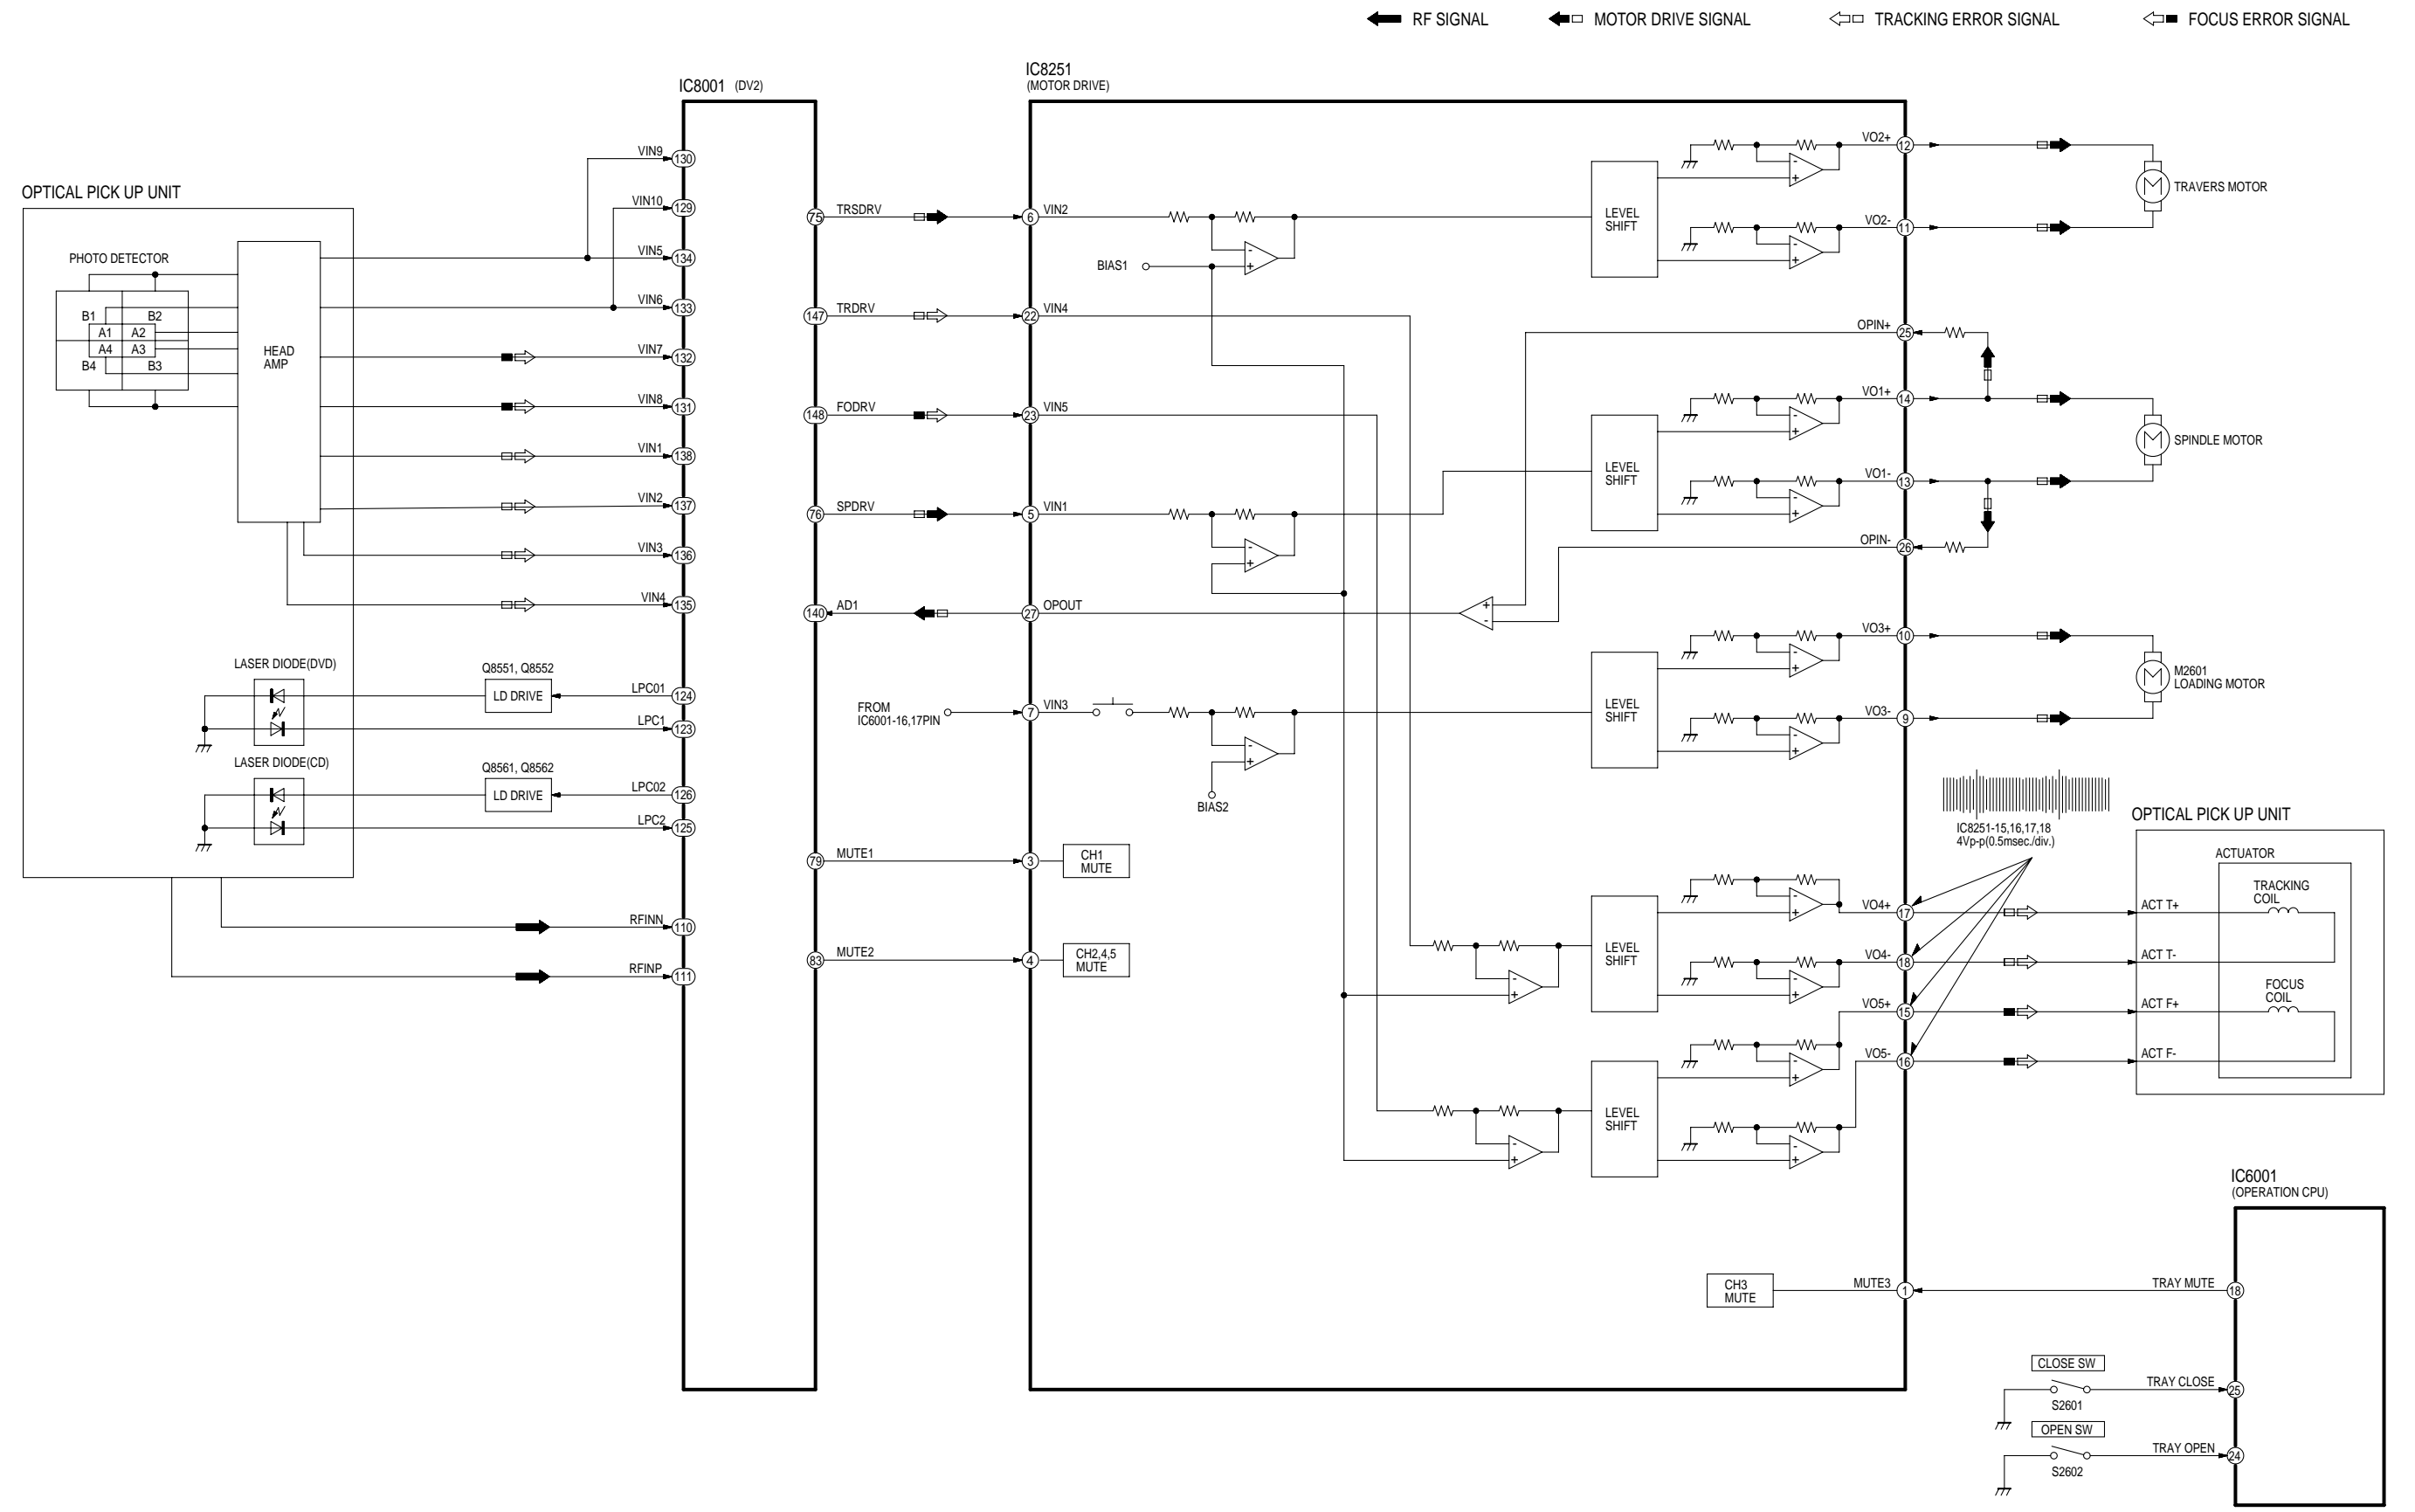 RF SIGNAL
MOTOR DRIVE SIGNAL
TRACKING ERROR SIGNAL
FOCUS ERROR SIGNAL
OPTICAL PICK UP UNIT
PHOTO DETECTOR
B1
B2
A1
A2
A4
A3
B4
B3
HEAD
AMP
LASER DIODE(DVD)
Q8551, Q8552
LD DRIVE
LASER DIODE(CD)
Q8561, Q8562
LD DRIVE
IC8001 (DV2)
VIN9
130
VIN10
129
VIN5
134
VIN6
133
VIN7
132
VIN8
131
VIN1
138
VIN2
137
VIN3
136
VIN4
135
LPC01
124
LPC1
123
LPC02
126
LPC2
125
RFINN
110
RFINP
111
75
TRSDRV
147
TRDRV
148
FODRV
76
SPDRV
140
AD1
79
MUTE1
83
MUTE2
FROM
IC6001-16,17PIN
IC8251
(MOTOR DRIVE)
6
VIN2
BIAS1
-
+
22
VIN4
23
VIN5
5
VIN1
-
+
27
OPOUT
+
-
7
VIN3
-
+
BIAS2
3
CH1
MUTE
4
CH2,4,5
MUTE
-
+
-
+
LEVEL
SHIFT
-
+
-
+
LEVEL
SHIFT
-
+
-
+
LEVEL
SHIFT
-
+
-
+
LEVEL
SHIFT
-
+
-
+
LEVEL
SHIFT
-
+
-
+
VO2+
12
VO2-
11
OPIN+
25
VO1+
14
VO1-
13
OPIN-
26
VO3+
10
VO3-
9
VO4+
17
VO4-
18
VO5+
15
VO5-
16
CH3
MUTE
MUTE3
1
M
TRAVERS MOTOR
M
SPINDLE MOTOR
M
M2601
LOADING MOTOR
IC8251-15,16,17,18
4Vp-p(0.5msec./div.)
OPTICAL PICK UP UNIT
ACTUATOR
TRACKING
COIL
ACT T+
ACT T-
FOCUS
COIL
ACT F+
ACT F-
IC6001
(OPERATION CPU)
TRAY MUTE
18
CLOSE SW
TRAY CLOSE
25
S2601
OPEN SW
TRAY OPEN
24
S2602